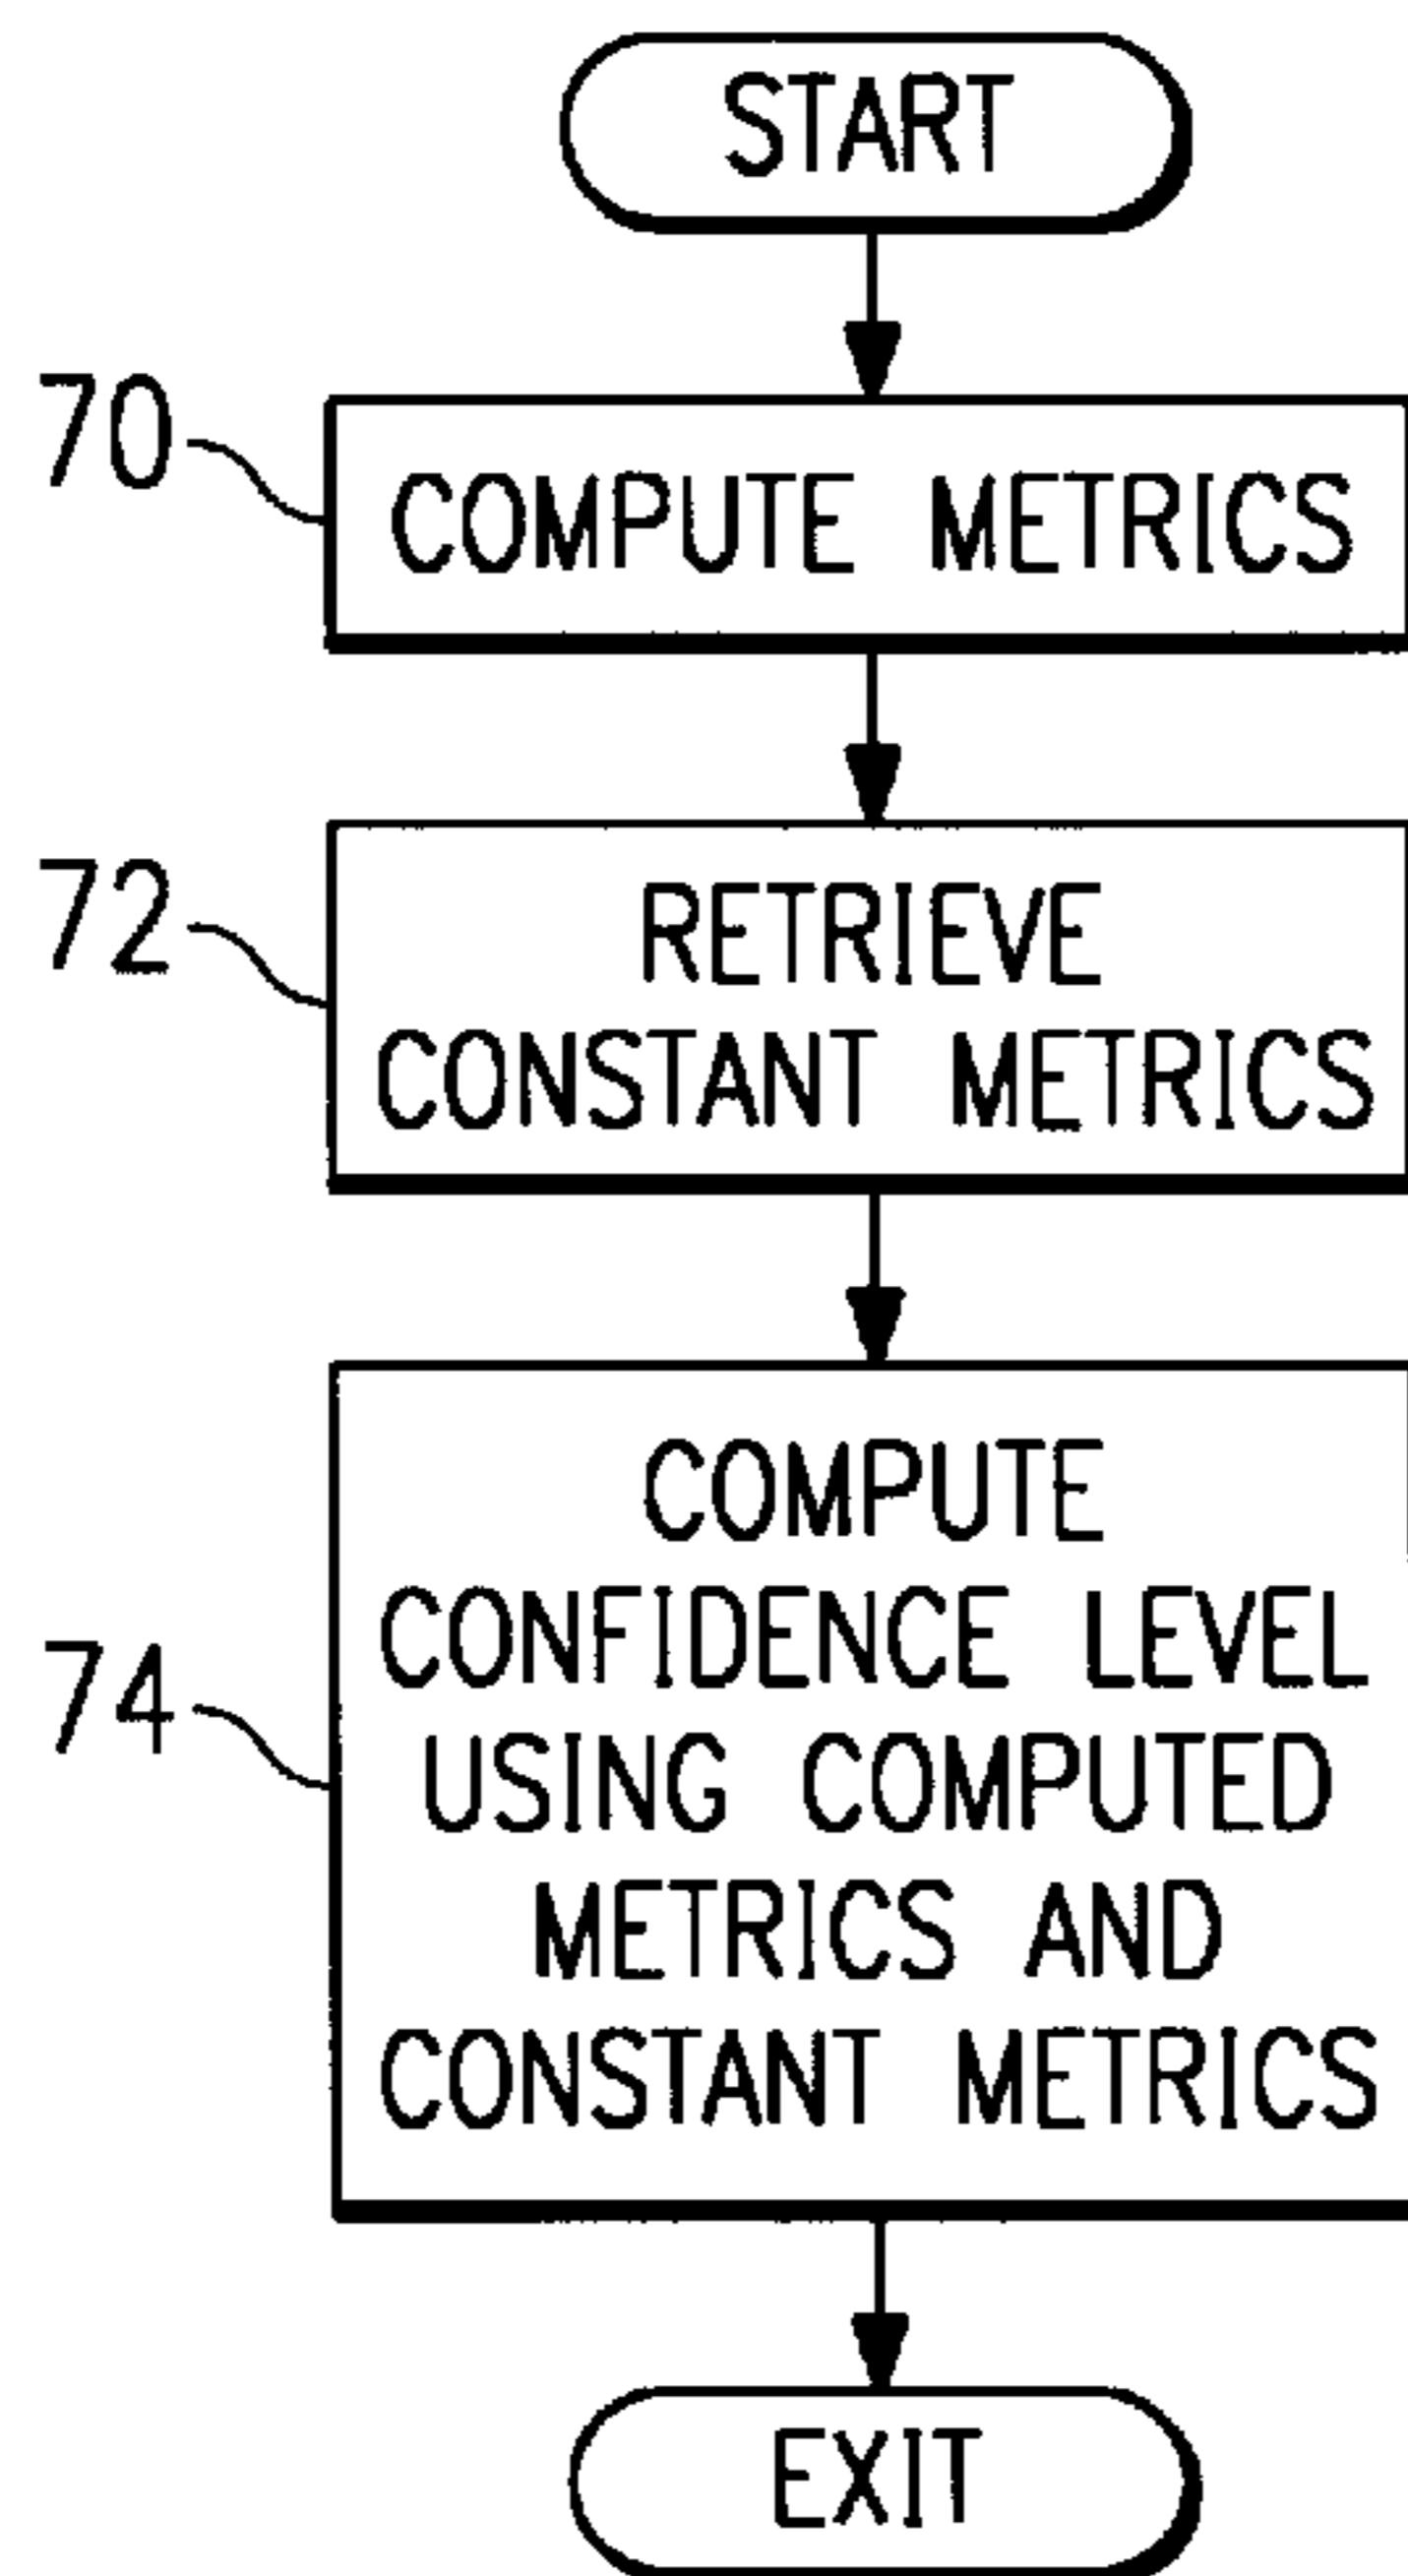 START
70
COMPUTE METRICS
72
RETRIEVE
CONSTANT METRICS
74
COMPUTE
CONFIDENCE LEVEL
USING COMPUTED
METRICS AND
CONSTANT METRICS
EXIT